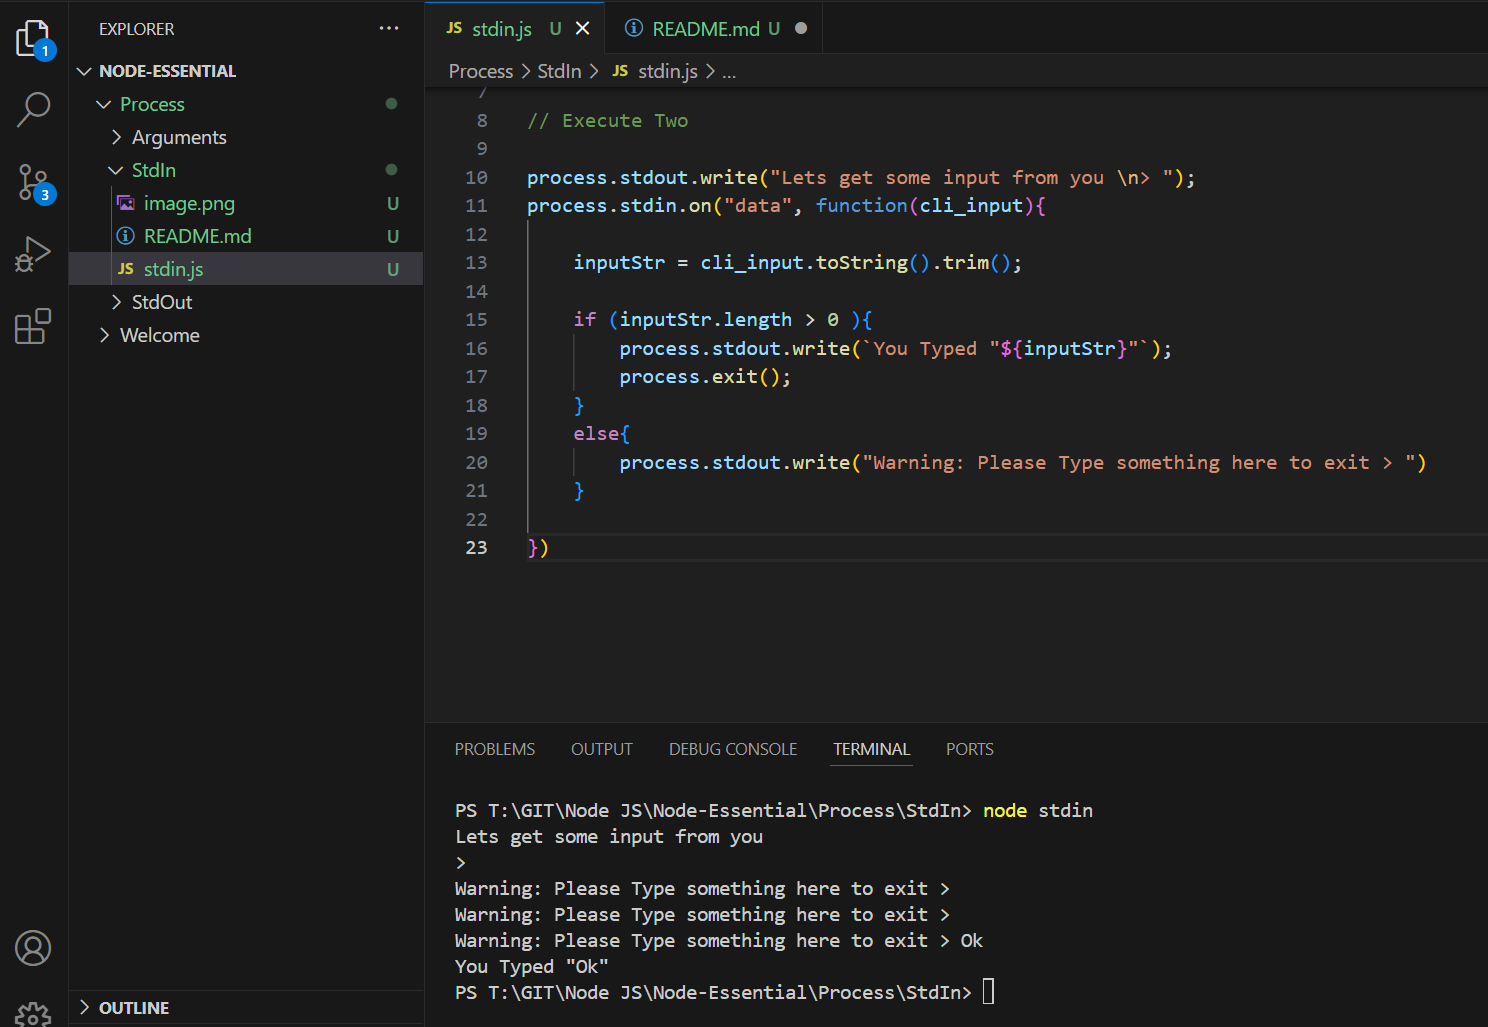 EXPLORER ···
NODE-ESSENTIAL
Process
Arguments
StdIn
image.png U
README.md U
JS stdin.js U
StdOut
Welcome
OUTLINE
1
3
JS stdin.js U
README.md U
Process > StdIn > JS stdin.js > ...
7
8 // Execute Two
9
10 process.stdout.write("Lets get some input from you \n> ");
11 process.stdin.on("data", function(cli_input){
12
13 inputStr = cli_input.toString().trim();
14
15 if (inputStr.length > 0 ){
16 process.stdout.write(`You Typed "${inputStr}"`);
17 process.exit();
18 }
19 else{
20 process.stdout.write("Warning: Please Type something here to exit > ")
21 }
22
23 })
PROBLEMS OUTPUT DEBUG CONSOLE TERMINAL PORTS
PS T:\GIT\Node JS\Node-Essential\Process\StdIn> node stdin
Lets get some input from you
>
Warning: Please Type something here to exit >
Warning: Please Type something here to exit >
Warning: Please Type something here to exit > Ok
You Typed "Ok"
PS T:\GIT\Node JS\Node-Essential\Process\StdIn>